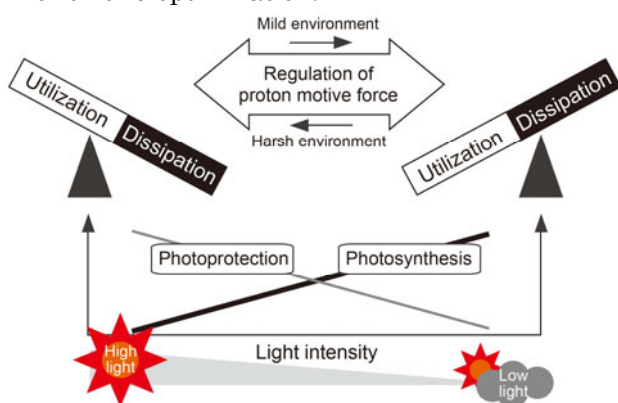 Mild environment
Regulation of
proton motive force
Harsh environment
Utilization
Dissipation
Utilization
Dissipation
Photoprotection
Photosynthesis
Light intensity
High
light
Low
light